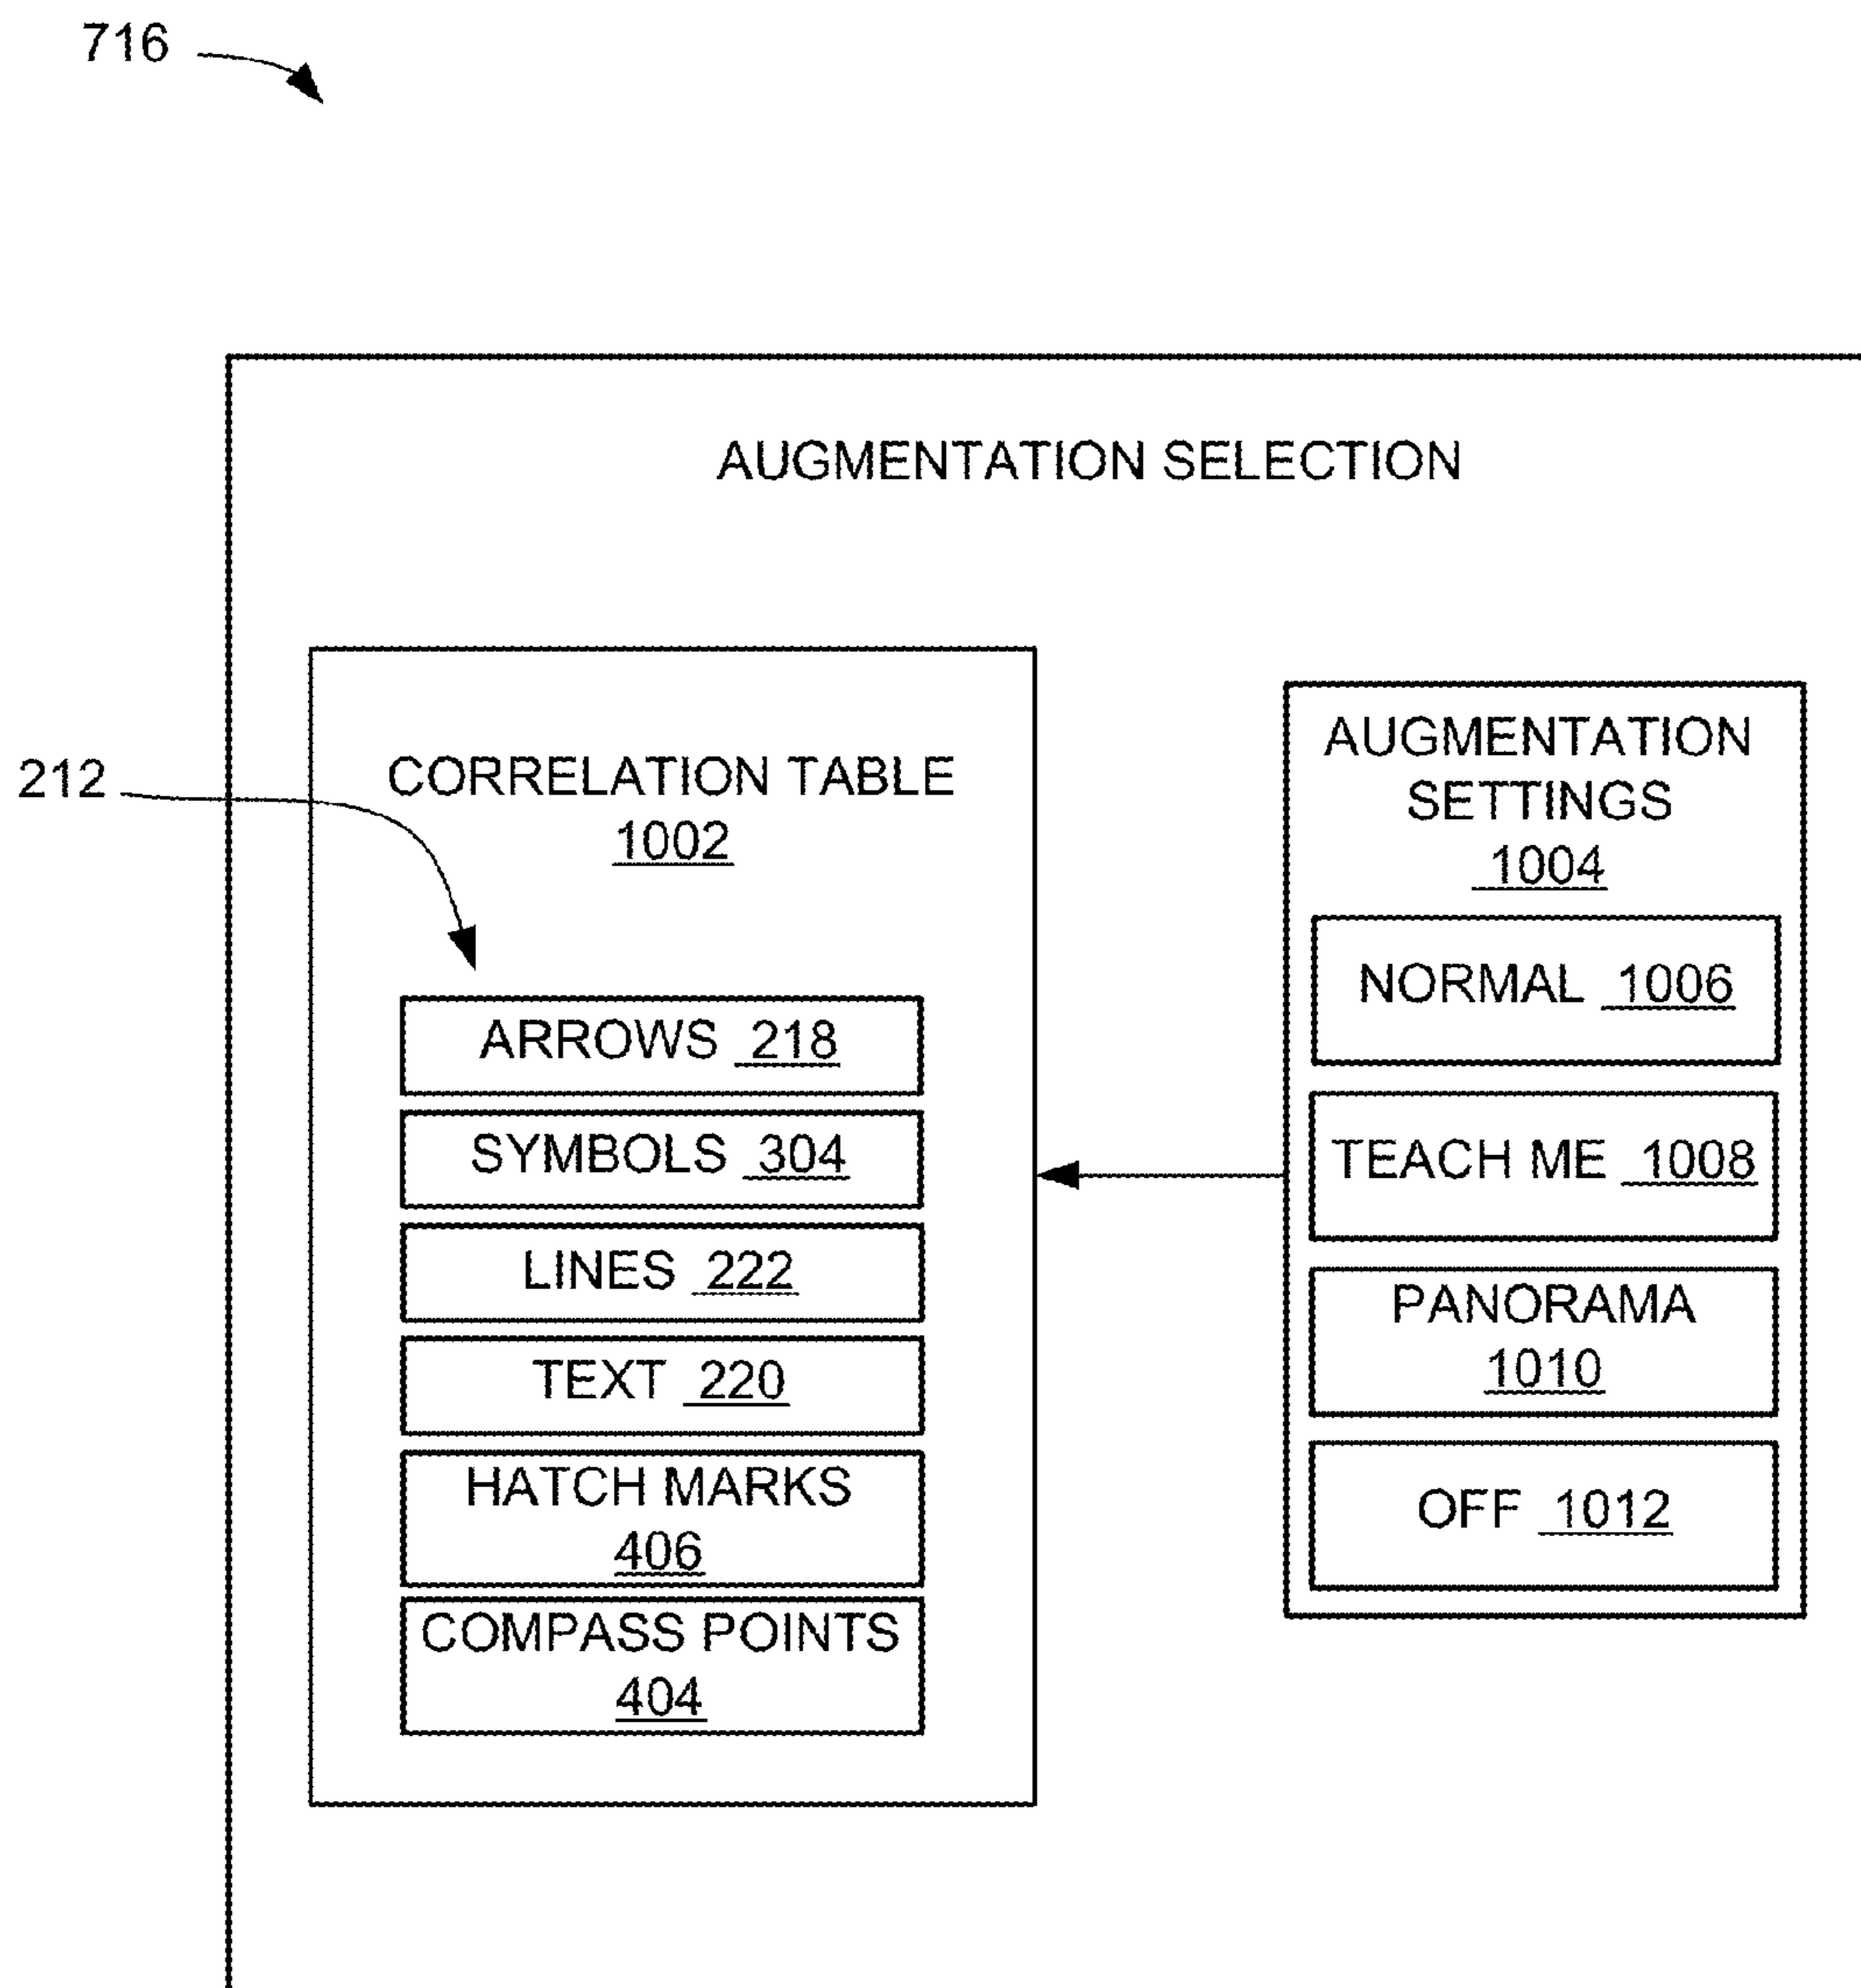 716
AUGMENTATION SELECTION
212
CORRELATION TABLE
1002
ARROWS 218
SYMBOLS 304
LINES 222
TEXT 220
HATCH MARKS
406
COMPASS POINTS
404
AUGMENTATION
SETTINGS
1004
NORMAL 1006
TEACH ME 1008
PANORAMA
1010
OFF 1012